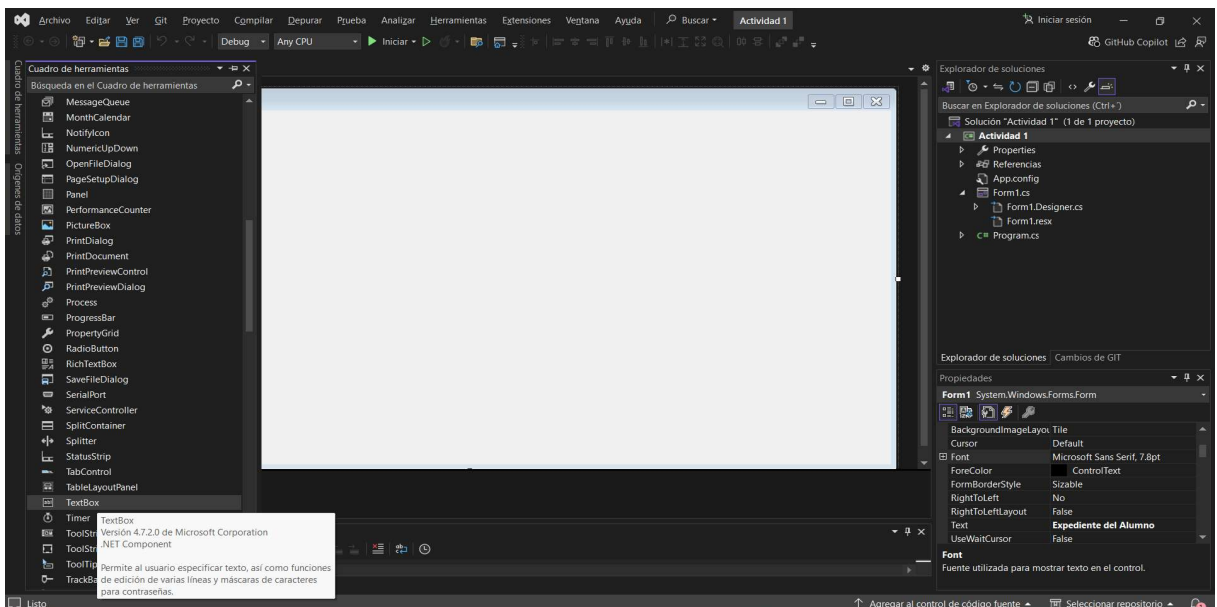 Archivo Editar Ver Git Proyecto Compilar Depurar Prueba Analizar Herramientas Extensiones Ventana Ayuda Buscar Actividad 1 Iniciar sesión
Debug Any CPU Iniciar GitHub Copilot
Cuadro de herramientas
Orígenes de datos
Cuadro de herramientas
Búsqueda en el Cuadro de herramientas
MessageQueue
MonthCalendar
NotifyIcon
NumericUpDown
OpenFileDialog
PageSetupDialog
Panel
PerformanceCounter
PictureBox
PrintDialog
PrintDocument
PrintPreviewControl
PrintPreviewDialog
Process
ProgressBar
PropertyGrid
RadioButton
RichTextBox
SaveFileDialog
SerialPort
ServiceController
SplitContainer
Splitter
StatusStrip
TabControl
TableLayoutPanel
TextBox
Timer
ToolStri
ToolStri
ToolTip
TrackBa
TextBox
Versión 4.7.2.0 de Microsoft Corporation
.NET Component
Permite al usuario especificar texto, así como funciones
de edición de varias líneas y máscaras de caracteres
para contraseñas.
Explorador de soluciones
Buscar en Explorador de soluciones (Ctrl+¨)
Solución "Actividad 1" (1 de 1 proyecto)
Actividad 1
Properties
Referencias
App.config
Form1.cs
Form1.Designer.cs
Form1.resx
C# Program.cs
Explorador de soluciones Cambios de GIT
Propiedades
Form1 System.Windows.Forms.Form
BackgroundImageLayou Tile
Cursor Default
Font Microsoft Sans Serif, 7.8pt
ForeColor ControlText
FormBorderStyle Sizable
RightToLeft No
RightToLeftLayout False
Text Expediente del Alumno
UseWaitCursor False
Font
Fuente utilizada para mostrar texto en el control.
Listo Agregar al control de código fuente Seleccionar repositorio